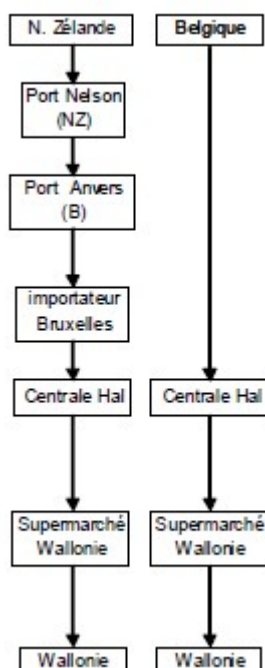 N. Zélande
Belgique
Port Nelson
(NZ)
Port Anvers
(B)
importateur
Bruxelles
Centrale Hal
Centrale Hal
Supermarché
Wallonie
Supermarché
Wallonie
Wallonie
Wallonie